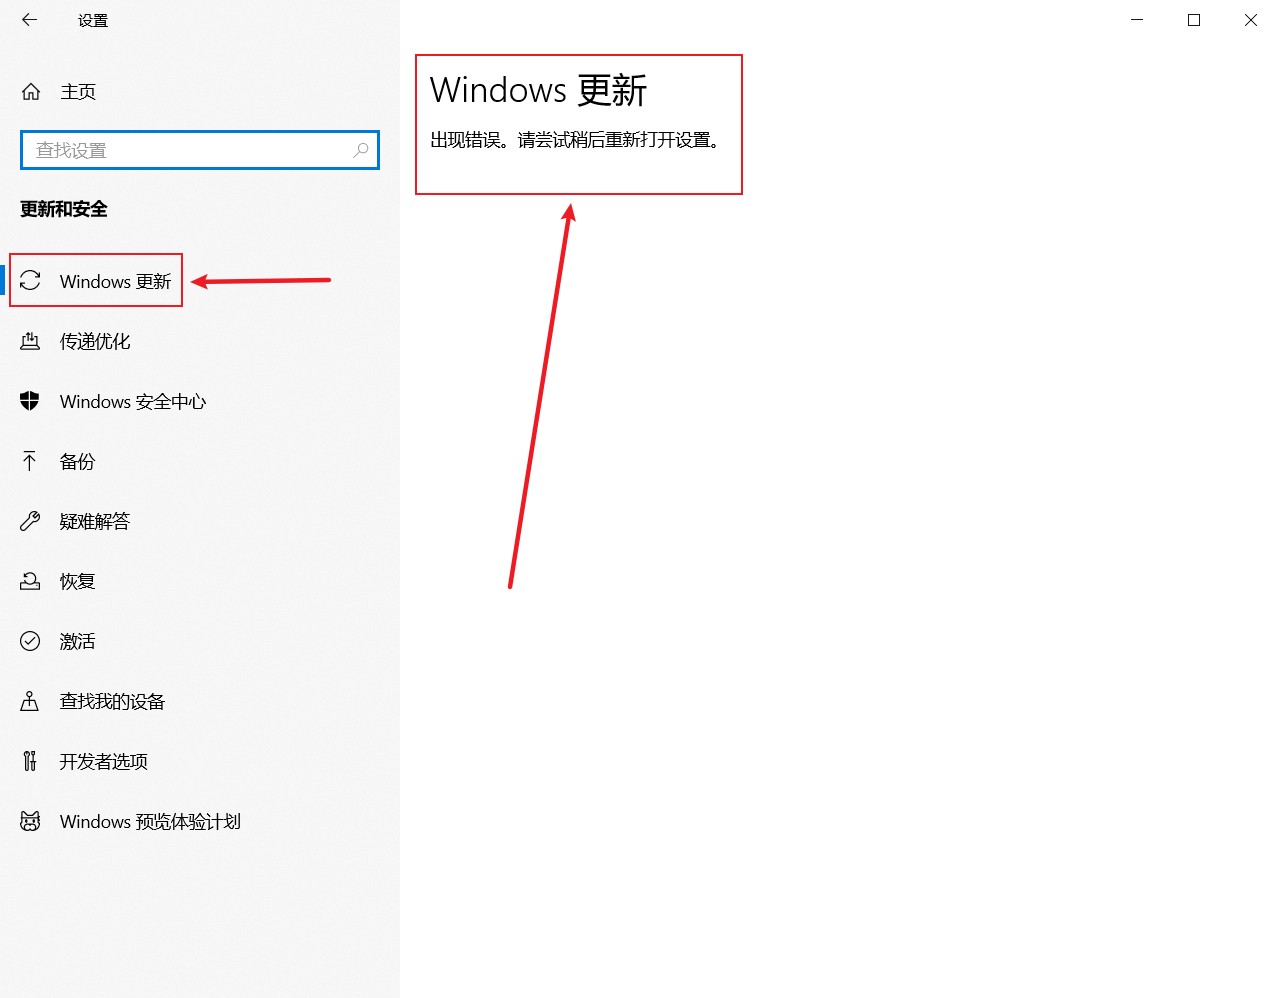 设置
主页
查找设置
更新和安全
Windows 更新
传递优化
Windows 安全中心
备份
疑难解答
恢复
激活
查找我的设备
开发者选项
Windows 预览体验计划
Windows 更新
出现错误。请尝试稍后重新打开设置。